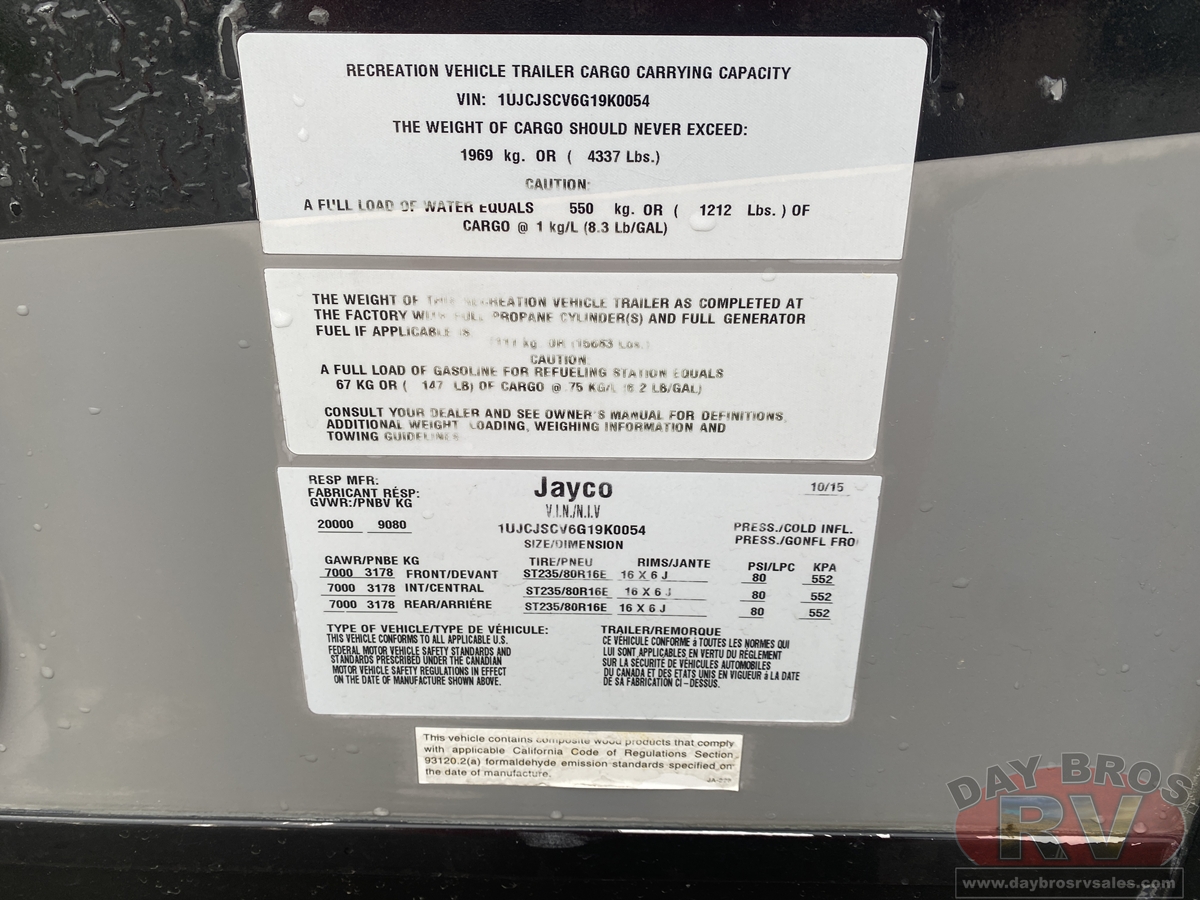 RECREATION VEHICLE TRAILER CARGO CARRYING CAPACITY
VIN: 1UJCJSCV6G19K0054
THE WEIGHT OF CARGO SHOULD NEVER EXCEED:
1969 kg. OR ( 4337 Lbs.)
CAUTION:
A FULL LOAD OF WATER EQUALS 550 kg. OR ( 1212 Lbs. ) OF
CARGO @ 1 kg/L (8.3 Lb/GAL)
THE WEIGHT OF THIS RECREATION VEHICLE TRAILER AS COMPLETED AT
THE FACTORY WITH FULL PROPANE CYLINDER(S) AND FULL GENERATOR
FUEL IF APPLICABLE IS
kg. OR (15663 Lbs.)
CAUTION:
A FULL LOAD OF GASOLINE FOR REFUELING STATION EQUALS
67 KG OR ( 147 LB) OF CARGO @ .75 KG/L (6.2 LB/GAL)
CONSULT YOUR DEALER AND SEE OWNER'S MANUAL FOR DEFINITIONS,
ADDITIONAL WEIGHT LOADING, WEIGHING INFORMATION AND
TOWING GUIDELINES
RESP MFR: Jayco 10/15
FABRICANT RÉSP:
GVWR:/PNBV KG V.I.N./N.I.V
20000 9080 1UJCJSCV6G19K0054 PRESS./COLD INFL.
SIZE/DIMENSION PRESS./GONFL FRO
GAWR/PNBE KG TIRE/PNEU RIMS/JANTE PSI/LPC KPA
7000 3178 FRONT/DEVANT ST235/80R16E 16 X 6 J 80 552
7000 3178 INT/CENTRAL ST235/80R16E 16 X 6 J 80 552
7000 3178 REAR/ARRIÈRE ST235/80R16E 16 X 6 J 80 552
TYPE OF VEHICLE/TYPE DE VÉHICULE: TRAILER/REMORQUE
THIS VEHICLE CONFORMS TO ALL APPLICABLE U.S.
FEDERAL MOTOR VEHICLE SAFETY STANDARDS AND
STANDARDS PRESCRIBED UNDER THE CANADIAN
MOTOR VEHICLE SAFETY REGULATIONS IN EFFECT
ON THE DATE OF MANUFACTURE SHOWN ABOVE.
CE VÉHICULE CONFORME à TOUTES LES NORMES QUI
LUI SONT APPLICABLES EN VERTU DU RÈGLEMENT
SUR LA SÉCURITÉ DE VÉHICULES AUTOMOBILES
DU CANADA ET DES ETATS UNIS EN VIGUEUR à LA DATE
DE SA FABRICATION CI-DESSUS.
This vehicle contains composite wood products that comply
with applicable California Code of Regulations Section
93120.2(a) formaldehyde emission standards specified on
the date of manufacture.
DAY BROS
RV
www.daybrosrvsales.com